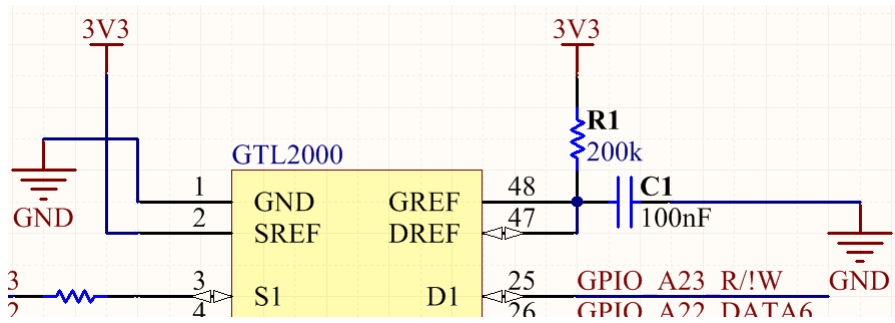 3V3 3V3
R1
200k
GTL2000
1 GND GREF 48 C1
GND 2 SREF DREF 47 100nF
3 3 S1 D1 25 GPIO_A23_R/!W GND
2 4 26 GPIO_A22_DATA6